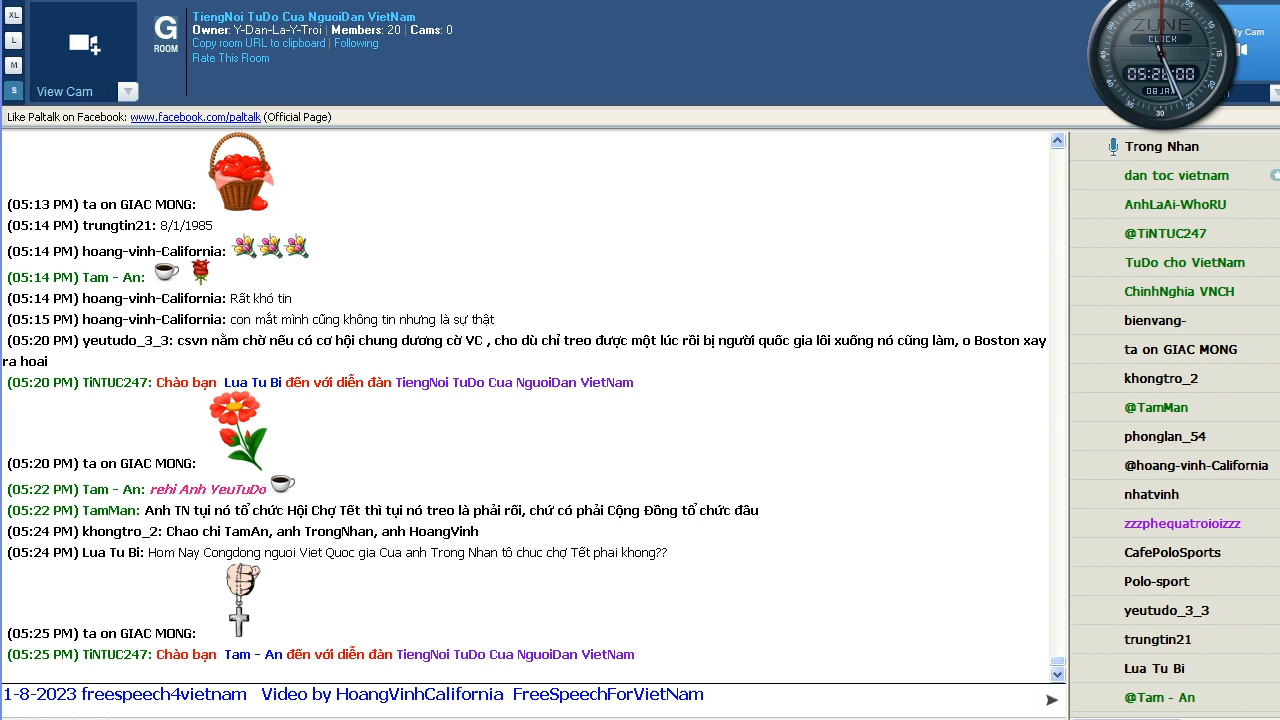 XL
L
M
S
View Cam
G
ROOM
TiengNoi TuDo Cua NguoiDan VietNam
Owner: Y-Dan-La-Y-Troi | Members: 20 | Cams: 0
Copy room URL to clipboard | Following
Rate This Room
ZUNE
CLOCK
05:26:00
08JAN
My Cam
Like Paltalk on Facebook: www.facebook.com/paltalk (Official Page)
(05:13 PM) ta on GIAC MONG:
(05:14 PM) trungtin21: 8/1/1985
(05:14 PM) hoang-vinh-California:
(05:14 PM) Tam - An:
(05:14 PM) hoang-vinh-California: Rất khó tin
(05:15 PM) hoang-vinh-California: con mắt mình cũng không tin nhưng là sự thật
(05:20 PM) yeutudo_3_3: csvn nằm chờ nếu có cơ hội chung dương cờ VC , cho dù chỉ treo được một lúc rồi bị người quốc gia lôi xuống nó cũng làm, o Boston xay
ra hoai
(05:20 PM) TiNTUC247: Chào bạn Lua Tu Bi đến với diễn đàn TiengNoi TuDo Cua NguoiDan VietNam
(05:20 PM) ta on GIAC MONG:
(05:22 PM) Tam - An: rehi Anh YeuTuDo
(05:22 PM) TamMan: Anh TN tụi nó tổ chức Hội Chợ Tết thì tụi nó treo là phải rồi, chứ có phải Cộng Đồng tổ chức đâu
(05:24 PM) khongtro_2: Chao chi TamAn, anh TrongNhan, anh HoangVinh
(05:24 PM) Lua Tu Bi: Hom Nay Congdong nguoi Viet Quoc gia Cua anh Trong Nhan tô chuc chợ Tết phai khong??
(05:25 PM) ta on GIAC MONG:
(05:25 PM) TiNTUC247: Chào bạn Tam - An đến với diễn đàn TiengNoi TuDo Cua NguoiDan VietNam
1-8-2023 freespeech4vietnam Video by HoangVinhCalifornia FreeSpeechForVietNam
Trong Nhan
dan toc vietnam
AnhLaAi-WhoRU
@TiNTUC247
TuDo cho VietNam
ChinhNghia VNCH
bienvang-
ta on GIAC MONG
khongtro_2
@TamMan
phonglan_54
@hoang-vinh-California
nhatvinh
zzzphequatroioizzz
CafePoloSports
Polo-sport
yeutudo_3_3
trungtin21
Lua Tu Bi
@Tam - An